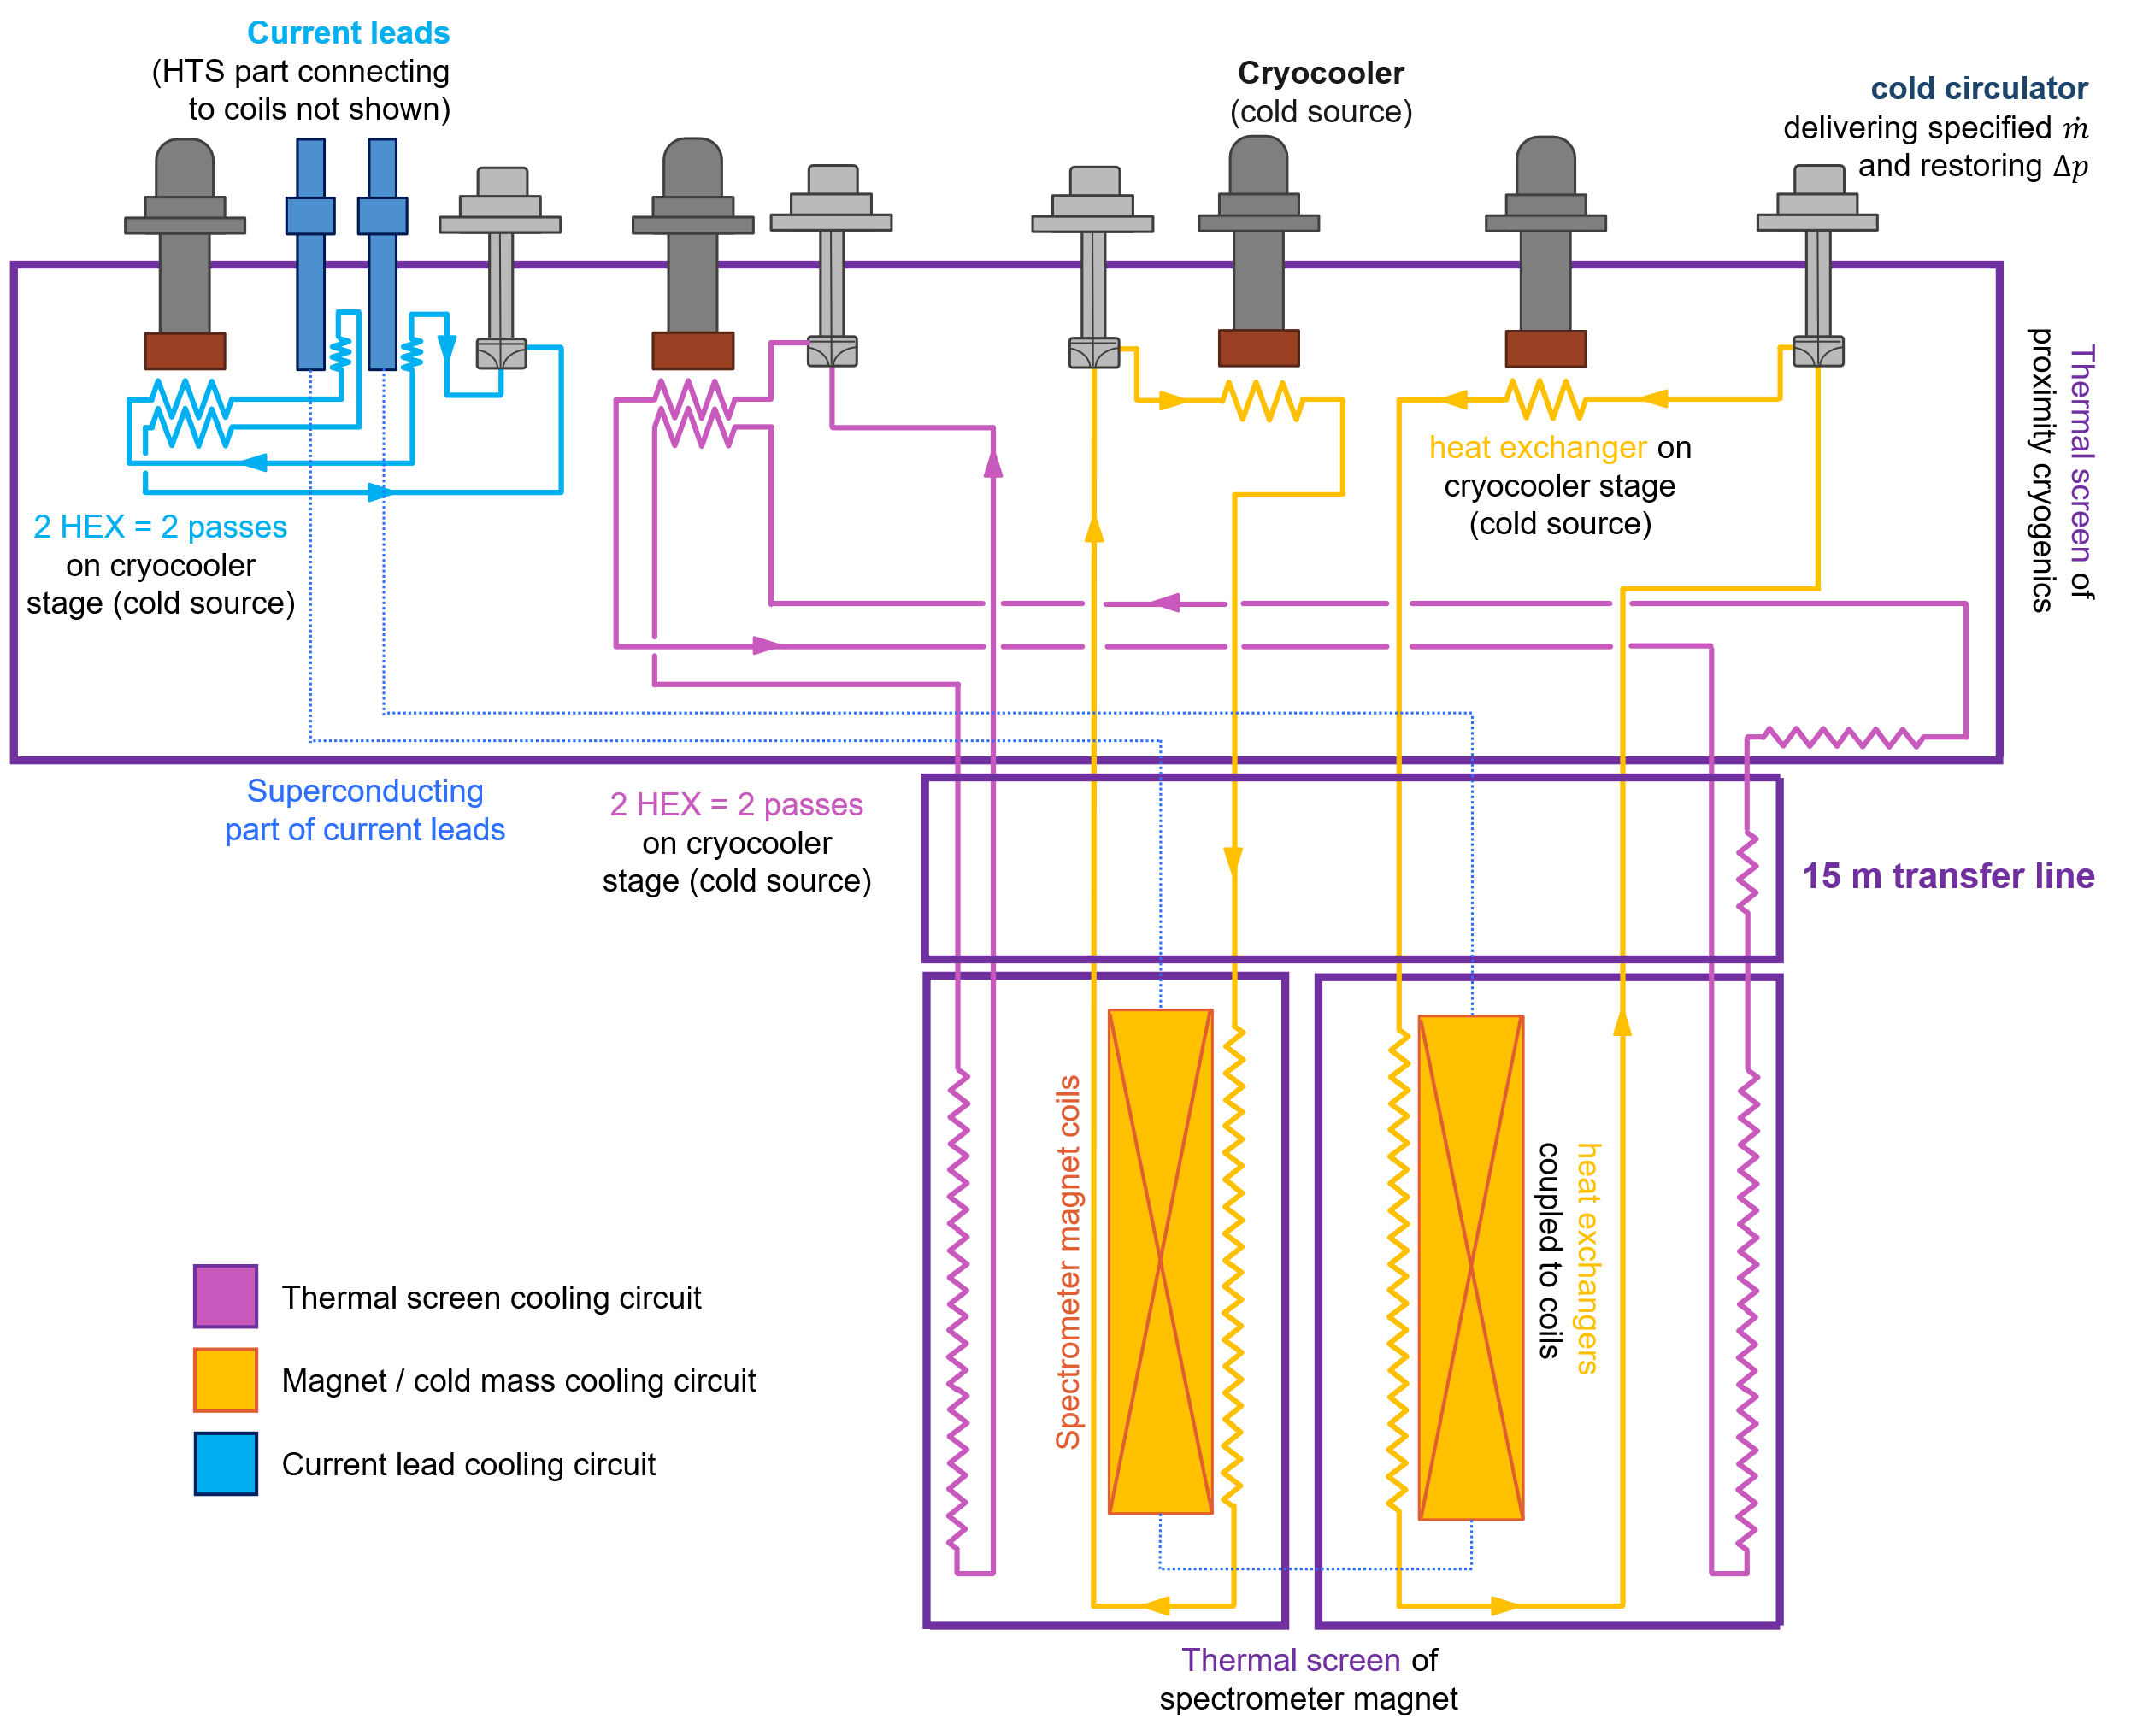 Current leads
(HTS part connecting
to coils not shown)
Cryocooler
(cold source)
cold circulator
delivering specified ṁ
and restoring Δp
Thermal screen of
proximity cryogenics
2 HEX = 2 passes
on cryocooler
stage (cold source)
heat exchanger on
cryocooler stage
(cold source)
Superconducting
part of current leads
2 HEX = 2 passes
on cryocooler
stage (cold source)
15 m transfer line
Spectrometer magnet coils
heat exchangers
coupled to coils
Thermal screen cooling circuit
Magnet / cold mass cooling circuit
Current lead cooling circuit
Thermal screen of
spectrometer magnet